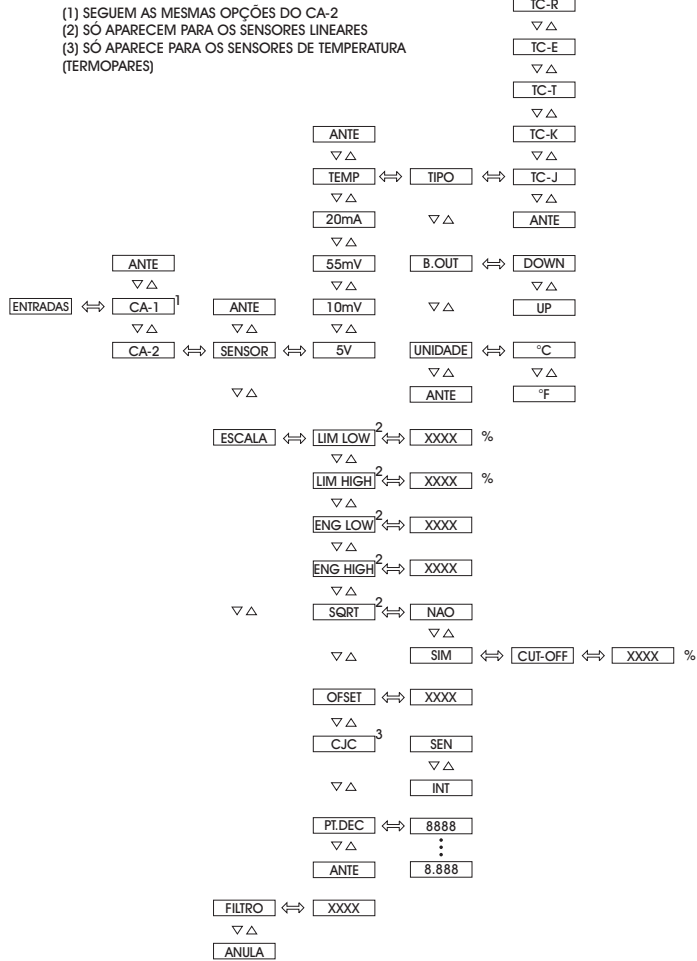 (1) SEGUEM AS MESMAS OPÇÕES DO CA-2
(2) SÓ APARECEM PARA OS SENSORES LINEARES
(3) SÓ APARECE PARA OS SENSORES DE TEMPERATURA
(TERMOPARES)
TC-R
TC-E
TC-T
ANTE TC-K
TEMP TIPO TC-J
20mA ANTE
ANTE 55mV B.OUT DOWN
ENTRADAS CA-1 1 ANTE 10mV UP
CA-2 SENSOR 5V UNIDADE °C
ANTE °F
ESCALA LIM LOW 2 XXXX %
LIM HIGH 2 XXXX %
ENG LOW 2 XXXX
ENG HIGH 2 XXXX
SQRT 2 NAO
SIM CUT-OFF XXXX %
OFSET XXXX
CJC 3 SEN
INT
PT.DEC 8888
ANTE 8.888
FILTRO XXXX
ANULA